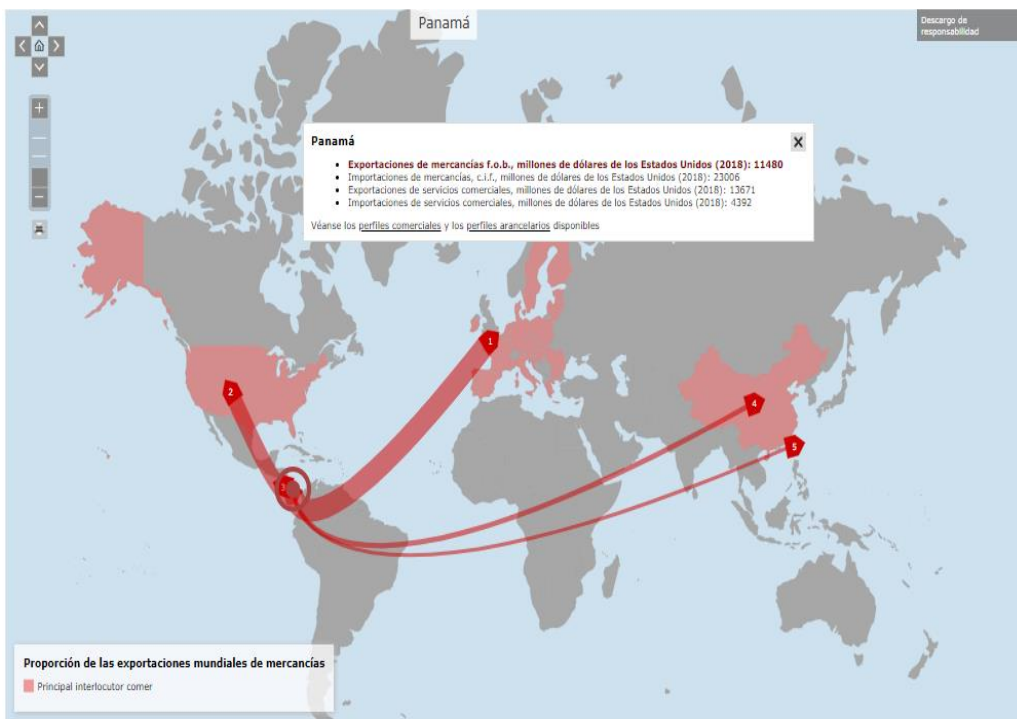 Panamá
Descargo de
responsabilidad
Panamá
Exportaciones de mercancías f.o.b., millones de dólares de los Estados Unidos (2018): 11480
Importaciones de mercancías, c.i.f., millones de dólares de los Estados Unidos (2018): 23006
Exportaciones de servicios comerciales, millones de dólares de los Estados Unidos (2018): 13671
Importaciones de servicios comerciales, millones de dólares de los Estados Unidos (2018): 4392
Véanse los perfiles comerciales y los perfiles arancelarios disponibles
1
2
4
3
5
Proporción de las exportaciones mundiales de mercancías
Principal interlocutor comer